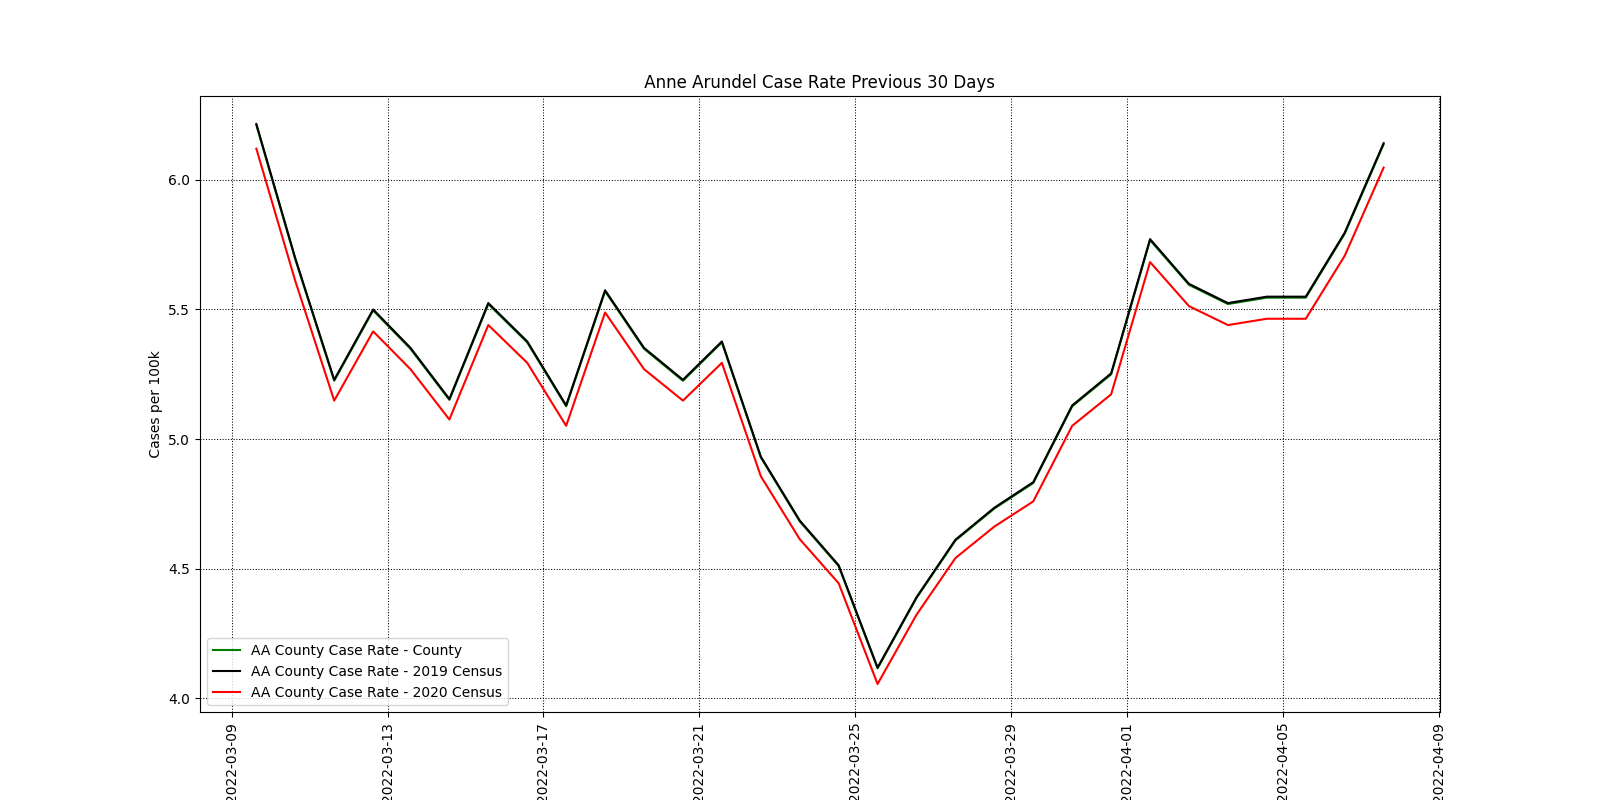 Anne Arundel Case Rate Previous 30 Days
Cases per 100k
6.0
5.5
5.0
4.5
4.0
AA County Case Rate - County
AA County Case Rate - 2019 Census
AA County Case Rate - 2020 Census
2022-03-09
2022-03-13
2022-03-17
2022-03-21
2022-03-25
2022-03-29
2022-04-01
2022-04-05
2022-04-09